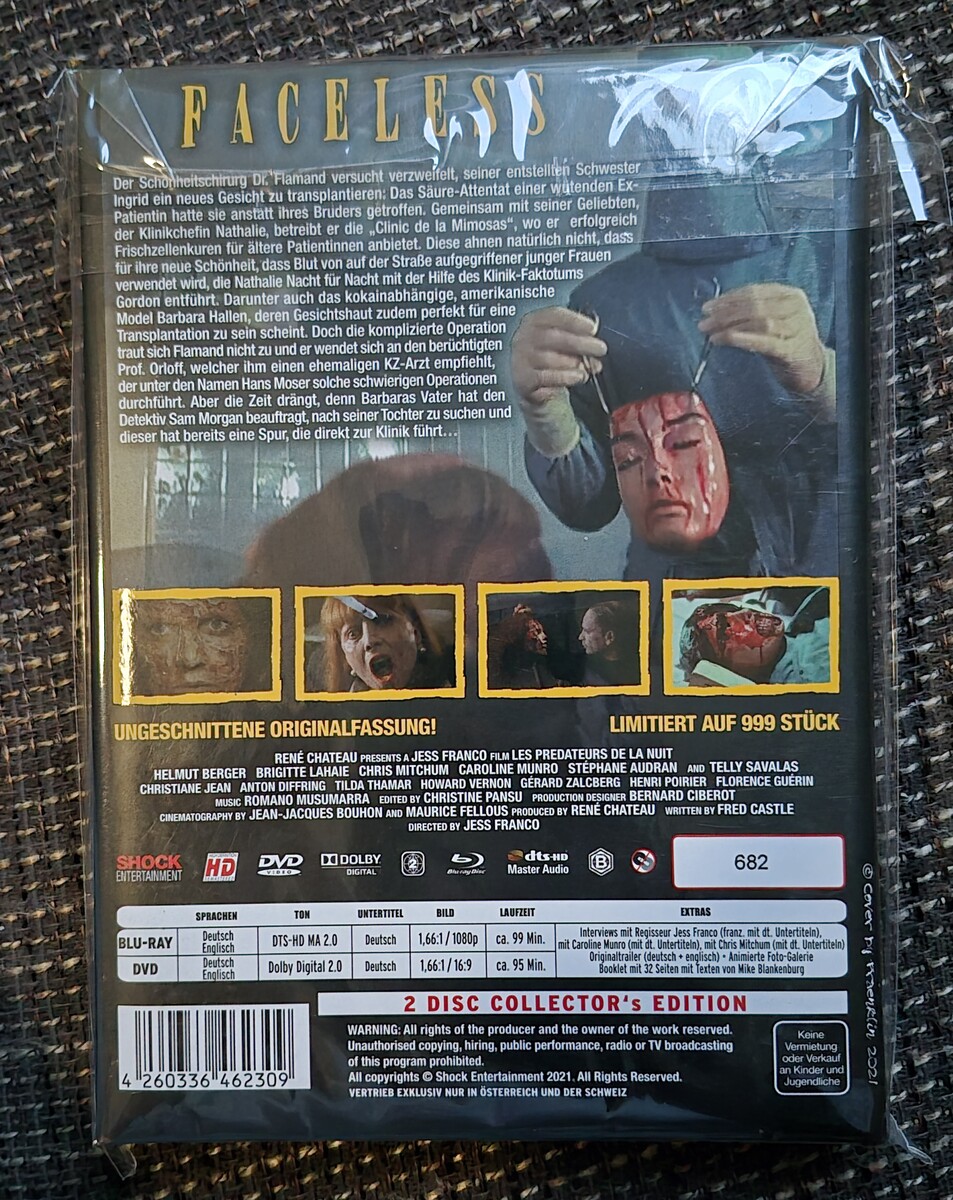 FACELESS
Der Schönheitschirurg Dr. Flamand versucht verzweifelt, seiner entstellten Schwester
Ingrid ein neues Gesicht zu transplantieren: Das Säure-Attentat einer wütenden Ex-
Patientin hatte sie anstatt ihres Bruders getroffen. Gemeinsam mit seiner Geliebten,
der Klinikchefin Nathalie, betreibt er die „Clinic de la Mimosas“, wo er erfolgreich
Frischzellenkuren für ältere Patientinnen anbietet. Diese ahnen natürlich nicht, dass
für ihre neue Schönheit, dass Blut von auf der Straße aufgegriffener junger Frauen
verwendet wird, die Nathalie Nacht für Nacht mit der Hilfe des Klinik-Faktotums
Gordon entführt. Darunter auch das kokainabhängige, amerikanische
Model Barbara Hallen, deren Gesichtshaut zudem perfekt für eine
Transplantation zu sein scheint. Doch die komplizierte Operation
traut sich Flamand nicht zu und er wendet sich an den berüchtigten
Prof. Orloff, welcher ihm einen ehemaligen KZ-Arzt empfiehlt,
der unter den Namen Hans Moser solche schwierigen Operationen
durchführt. Aber die Zeit drängt, denn Barbaras Vater hat den
Detektiv Sam Morgan beauftragt, nach seiner Tochter zu suchen und
dieser hat bereits eine Spur, die direkt zur Klinik führt…
UNGESCHNITTENE ORIGINALFASSUNG! LIMITIERT AUF 999 STÜCK
RENÉ CHATEAU PRESENTS A JESS FRANCO FILM LES PREDATEURS DE LA NUIT
HELMUT BERGER BRIGITTE LAHAIE CHRIS MITCHUM CAROLINE MUNRO STÉPHANE AUDRAN AND TELLY SAVALAS
CHRISTIANE JEAN ANTON DIFFRING TILDA THAMAR HOWARD VERNON GÉRARD ZALCBERG HENRI POIRIER FLORENCE GUÉRIN
MUSIC ROMANO MUSUMARRA EDITED BY CHRISTINE PANSU PRODUCTION DESIGNER BERNARD CIBEROT
CINEMATOGRAPHY BY JEAN-JACQUES BOUHON AND MAURICE FELLOUS PRODUCED BY RENÉ CHATEAU WRITTEN BY FRED CASTLE
DIRECTED BY JESS FRANCO
SHOCK
ENTERTAINMENT
HD
DVD
VIDEO
DOLBY
DIGITAL
2
Blu-ray Disc
dts-HD
Master Audio
B
682
SPRACHEN TON UNTERTITEL BILD LAUFZEIT EXTRAS
BLU-RAY Deutsch Englisch DTS-HD MA 2.0 Deutsch 1,66:1 / 1080p ca. 99 Min.
DVD Deutsch Englisch Dolby Digital 2.0 Deutsch 1,66:1 / 16:9 ca. 95 Min.
Interviews mit Regisseur Jess Franco (franz. mit dt. Untertiteln),
mit Caroline Munro (mit dt. Untertiteln), mit Chris Mitchum (mit dt. Untertiteln)
Originaltrailer (deutsch + englisch) • Animierte Foto-Galerie
Booklet mit 32 Seiten mit Texten von Mike Blankenburg
2 DISC COLLECTOR's EDITION
WARNING: All rights of the producer and the owner of the work reserved.
Unauthorised copying, hiring, public performance, radio or TV broadcasting
of this program prohibited.
All copyrights © Shock Entertainment 2021. All Rights Reserved.
VERTRIEB EXKLUSIV NUR IN ÖSTERREICH UND DER SCHWEIZ
4 260336 462309
Keine
Vermietung
oder Verkauf
an Kinder und
Jugendliche
© Cover by 2021